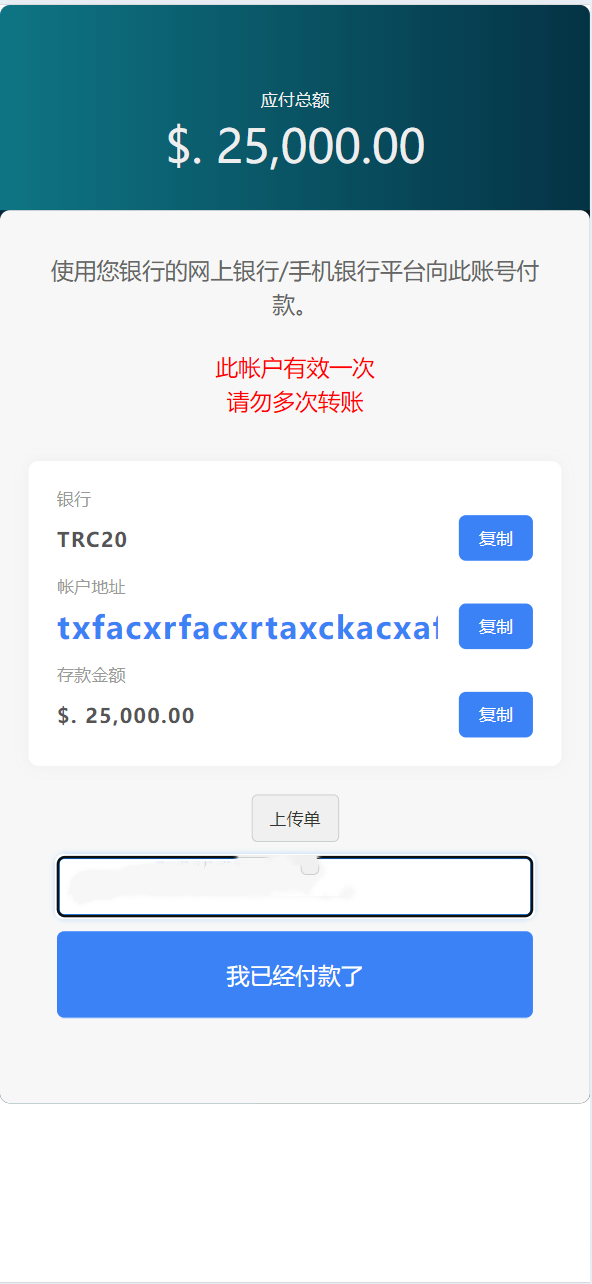 应付总额
$. 25,000.00
使用您银行的网上银行/手机银行平台向此账号付
款。
此帐户有效一次
请勿多次转账
银行
TRC20
复制
帐户地址
txfacxrfacxrtaxckacxaf
复制
存款金额
$. 25,000.00
复制
上传单
我已经付款了